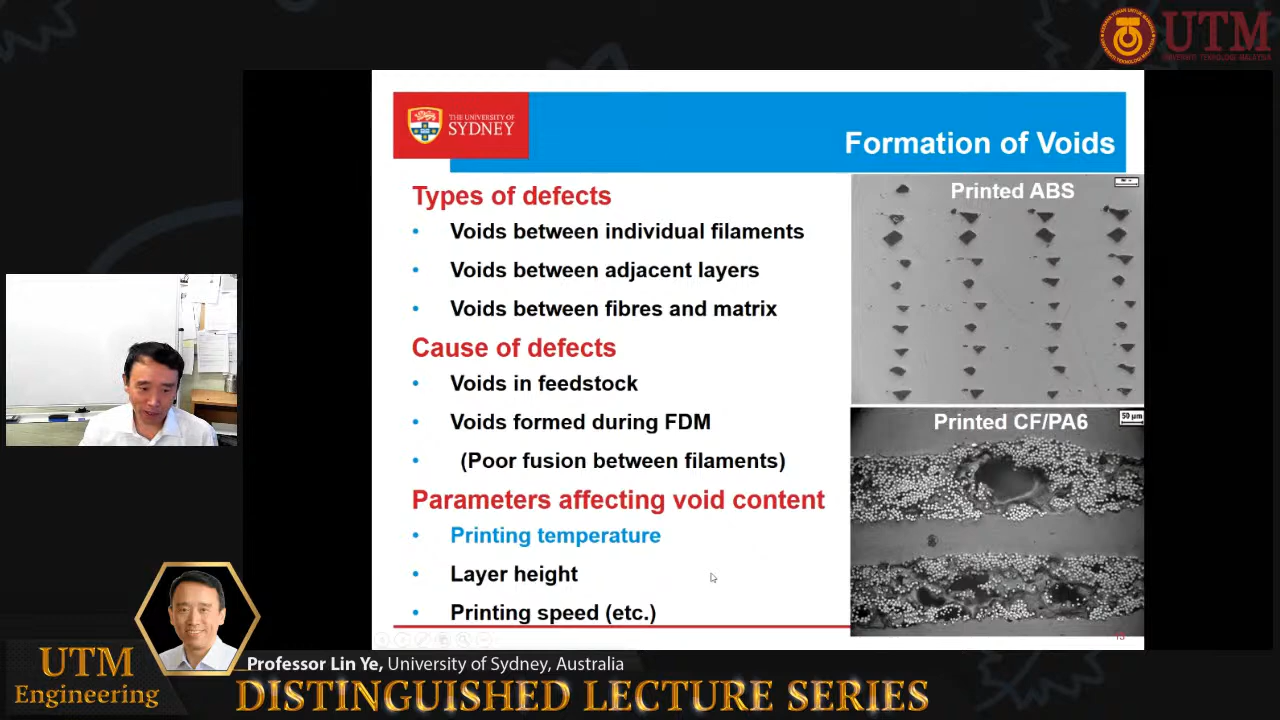 UTM
UNIVERSITI TEKNOLOGI MALAYSIA
THE UNIVERSITY OF
SYDNEY
Formation of Voids
Types of defects
• Voids between individual filaments
• Voids between adjacent layers
• Voids between fibres and matrix
Cause of defects
• Voids in feedstock
• Voids formed during FDM
• (Poor fusion between filaments)
Parameters affecting void content
• Printing temperature
• Layer height
• Printing speed (etc.)
Printed ABS
Printed CF/PA6
50 µm
UTM
Engineering
Professor Lin Ye, University of Sydney, Australia
DISTINGUISHED LECTURE SERIES